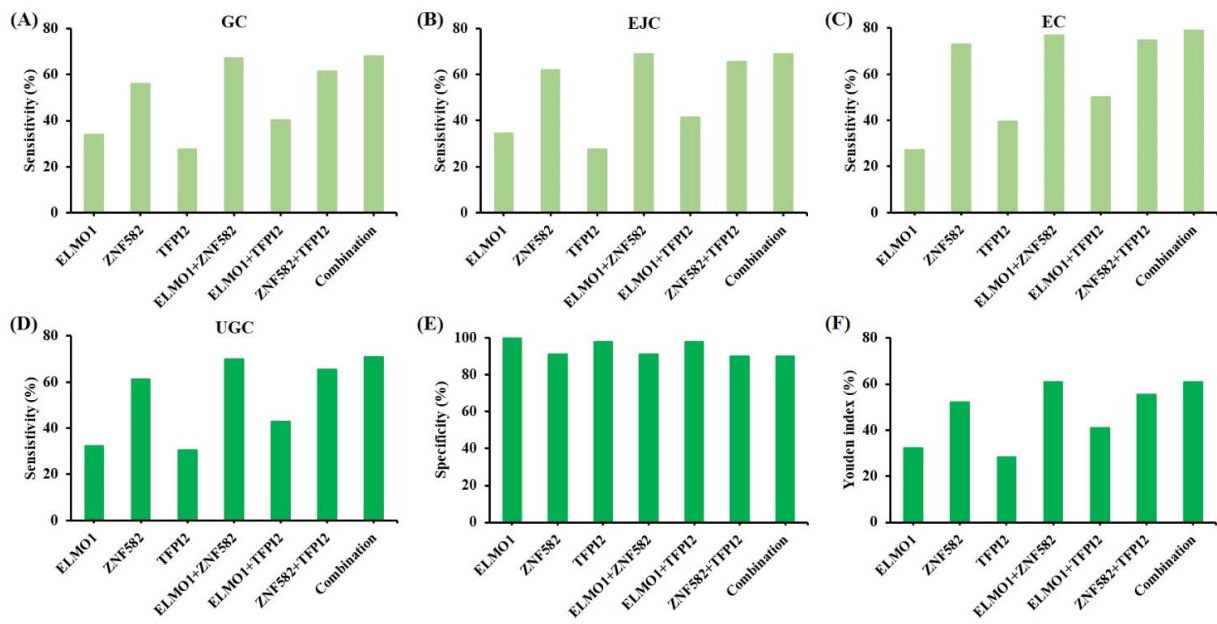 (A)
GC
Sensistivity (%)
80
60
40
20
0
ELMO1
ZNF582
TFPI2
ELMO1+ZNF582
ELMO1+TFPI2
ZNF582+TFPI2
Combination
(B)
EJC
Sensistivity (%)
80
60
40
20
0
ELMO1
ZNF582
TFPI2
ELMO1+ZNF582
ELMO1+TFPI2
ZNF582+TFPI2
Combination
(C)
EC
Sensistivity (%)
80
60
40
20
0
ELMO1
ZNF582
TFPI2
ELMO1+ZNF582
ELMO1+TFPI2
ZNF582+TFPI2
Combination
(D)
UGC
Sensistivity (%)
80
60
40
20
0
ELMO1
ZNF582
TFPI2
ELMO1+ZNF582
ELMO1+TFPI2
ZNF582+TFPI2
Combination
(E)
Specificity (%)
100
80
60
40
20
0
ELMO1
ZNF582
TFPI2
ELMO1+ZNF582
ELMO1+TFPI2
ZNF582+TFPI2
Combination
(F)
Youden index (%)
80
60
40
20
0
ELMO1
ZNF582
TFPI2
ELMO1+ZNF582
ELMO1+TFPI2
ZNF582+TFPI2
Combination